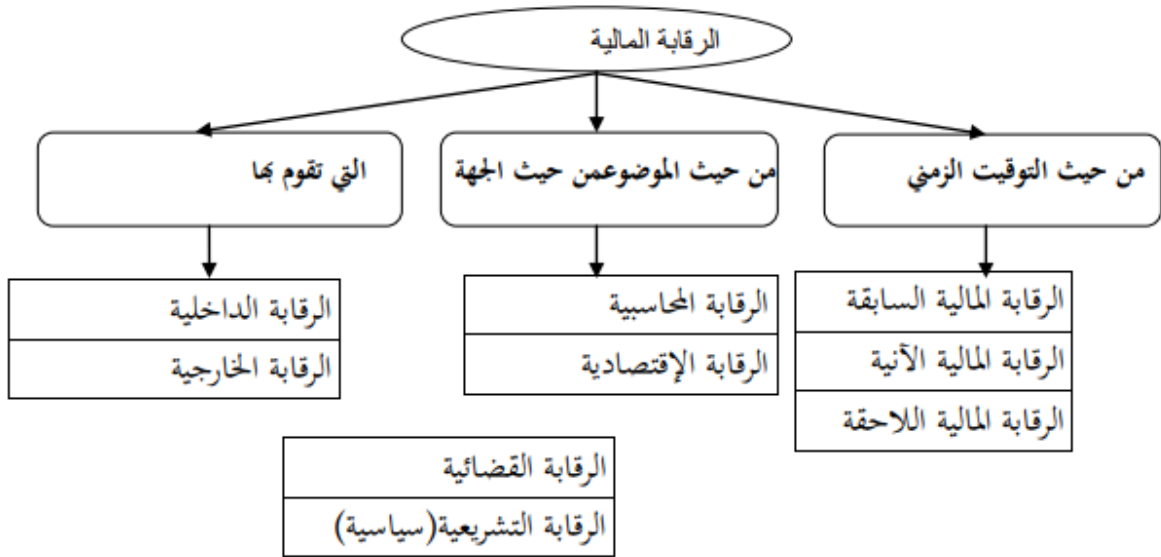 الرقابة المالية
من حيث التوقيت الزمني
من حيث الموضوعمن حيث الجهة
التي تقوم بها
الرقابة المالية السابقة
الرقابة المالية الآنية
الرقابة المالية اللاحقة
الرقابة المحاسبية
الرقابة الإقتصادية
الرقابة الداخلية
الرقابة الخارجية
الرقابة القضائية
الرقابة التشريعية(سياسية)